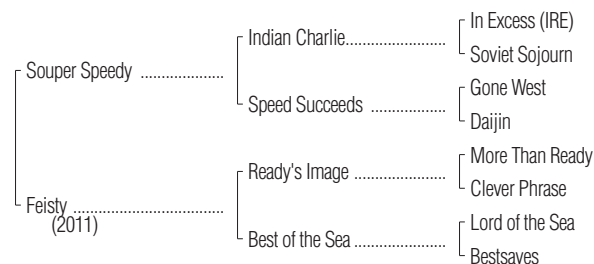 In Excess (IRE)
Indian Charlie......................
Soviet Sojourn
Souper Speedy ..................
Gone West
Speed Succeeds ................
Daijin
More Than Ready
Ready's Image ...................
Clever Phrase
Feisty ................................
(2011)
Lord of the Sea
Best of the Sea ...................
Bestsaves